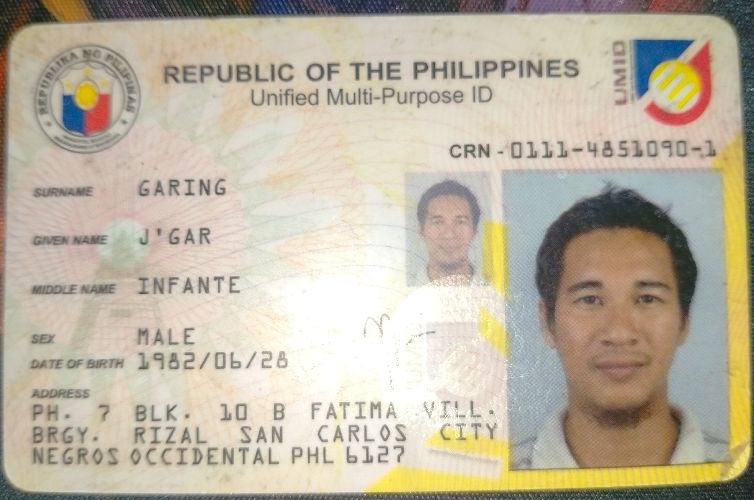 REPUBLIKA NG PILIPINAS
REPUBLIC OF THE PHILIPPINES
Unified Multi-Purpose ID
UMID
CRN - 0111-4851090-1
SURNAME GARING
GIVEN NAME J'GAR
MIDDLE NAME INFANTE
SEX MALE
DATE OF BIRTH 1982/06/28
ADDRESS
PH. 7 BLK. 10 B FATIMA VILL.
BRGY. RIZAL SAN CARLOS CITY
NEGROS OCCIDENTAL PHL 6127